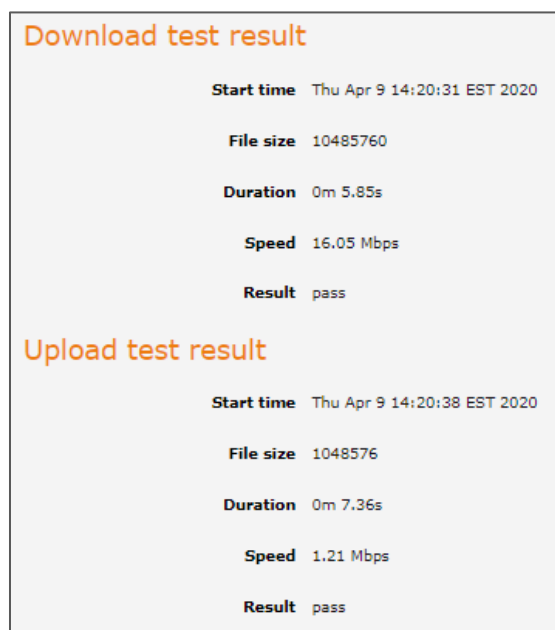 Download test result
Start time Thu Apr 9 14:20:31 EST 2020
File size 10485760
Duration 0m 5.85s
Speed 16.05 Mbps
Result pass
Upload test result
Start time Thu Apr 9 14:20:38 EST 2020
File size 1048576
Duration 0m 7.36s
Speed 1.21 Mbps
Result pass